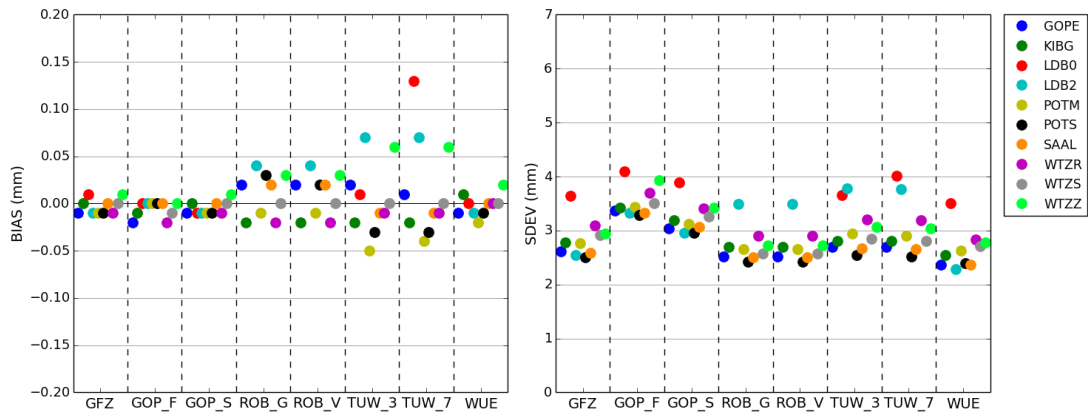 BIAS (mm)
0.20
0.15
0.10
0.05
0.00
−0.05
−0.10
−0.15
−0.20
GFZ GOP_F GOP_S ROB_G ROB_V TUW_3 TUW_7 WUE
SDEV (mm)
7
6
5
4
3
2
1
0
GFZ GOP_F GOP_S ROB_G ROB_V TUW_3 TUW_7 WUE
GOPE
KIBG
LDB0
LDB2
POTM
POTS
SAAL
WTZR
WTZS
WTZZ